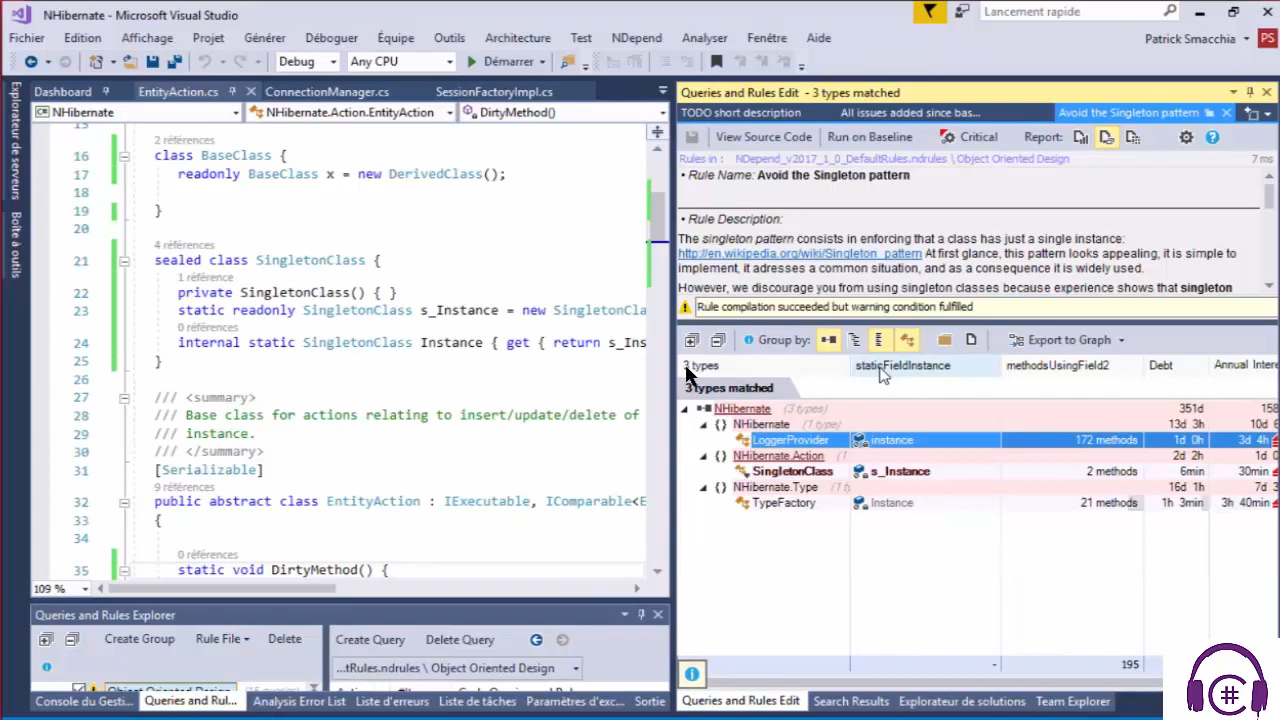 NHibernate - Microsoft Visual Studio
Lancement rapide
Fichier Edition Affichage Projet Générer Déboguer Équipe Outils Architecture Test NDepend Analyser Fenêtre Aide
Patrick Smacchia PS
Debug Any CPU Démarrer
Explorateur de serveurs
Boîte à outils
Dashboard EntityAction.cs ConnectionManager.cs SessionFactoryImpl.cs
NHibernate NHibernate.Action.EntityAction DirtyMethod()
15
2 références
16 class BaseClass {
17 readonly BaseClass x = new DerivedClass();
18
19 }
20
4 références
21 sealed class SingletonClass {
1 référence
22 private SingletonClass() { }
23 static readonly SingletonClass s_Instance = new SingletonCla
0 références
24 internal static SingletonClass Instance { get { return s_Ins
25 }
26
27 /// <summary>
28 /// Base class for actions relating to insert/update/delete of
29 /// instance.
30 /// </summary>
31 [Serializable]
9 références
32 public abstract class EntityAction : IExecutable, IComparable<E
33 {
34
0 références
35 static void DirtyMethod() {
109 %
Queries and Rules Explorer
Create Group Rule File Delete
Create Query Delete Query
...tRules.ndrules \ Object Oriented Design
Object Oriented Design
Console du Gesti... Queries and Rul... Analysis Error List Liste d'erreurs Liste de tâches Paramètres d'exc... Sortie
Queries and Rules Edit - 3 types matched
TODO short description All issues added since bas... Avoid the Singleton pattern
View Source Code Run on Baseline Critical Report:
Rules in : NDepend_v2017_1_0_DefaultRules.ndrules \ Object Oriented Design 7 ms
• Rule Name: Avoid the Singleton pattern
• Rule Description:
The singleton pattern consists in enforcing that a class has just a single instance:
http://en.wikipedia.org/wiki/Singleton_pattern At first glance, this pattern looks appealing, it is simple to
implement, it adresses a common situation, and as a consequence it is widely used.
However, we discourage you from using singleton classes because experience shows that singleton
Rule compilation succeeded but warning condition fulfilled
Group by: Export to Graph
3 types staticFieldInstance methodsUsingField2 Debt Annual Intere
3 types matched
NHibernate (3 types) 351d 158
{ } NHibernate (1 type) 13d 3h 10d 6
LoggerProvider instance 172 methods 1d 0h 3d 4h
{ } NHibernate.Action (1 2d 2h 1d 0
SingletonClass s_Instance 2 methods 6min 30min
{ } NHibernate.Type (1 ty 16d 1h 7d 3
TypeFactory Instance 21 methods 1h 3min 3h 40min
- 195
Queries and Rules Edit Search Results Explorateur de solutions Team Explorer
#